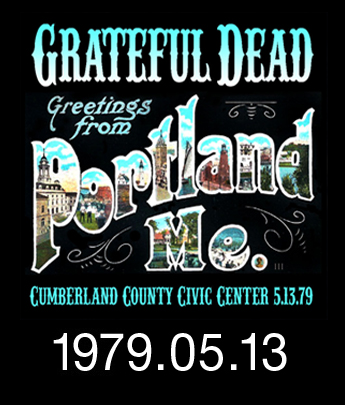 GRATEFUL DEAD
Greetings
from
Portland
Me.
CUMBERLAND COUNTY CIVIC CENTER 5.13.79
1979.05.13